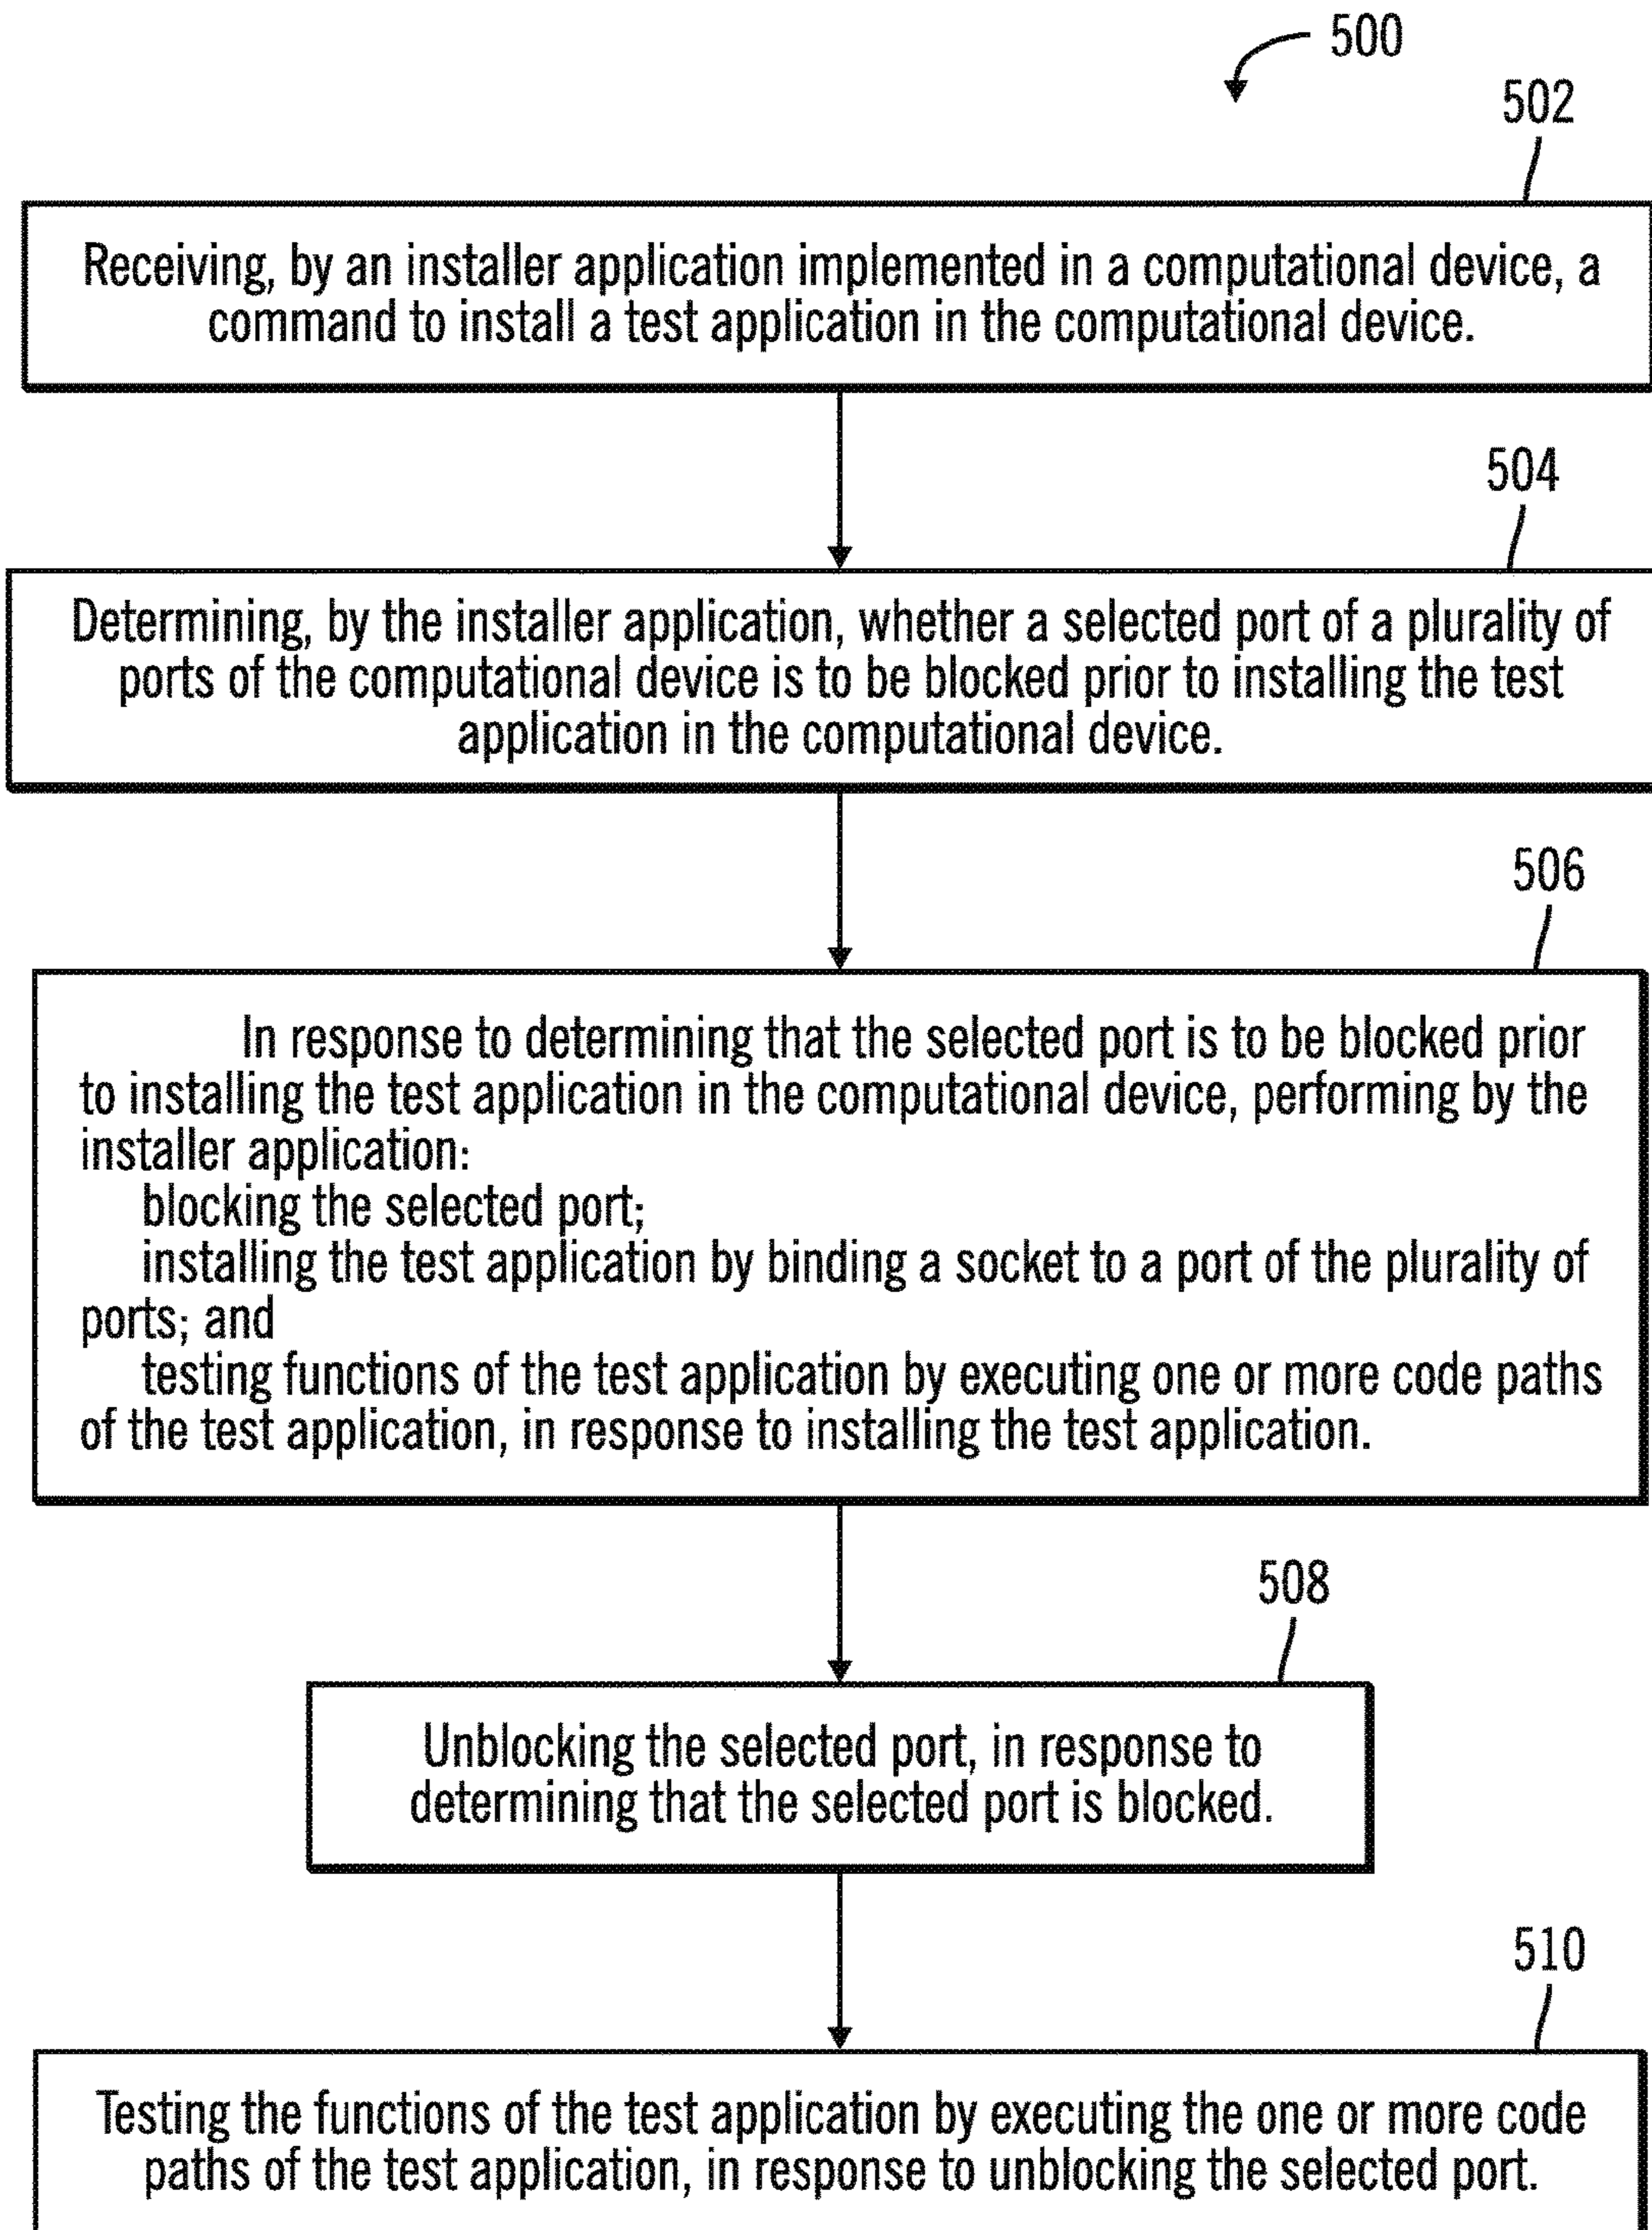 500
502
Receiving, by an installer application implemented in a computational device, a
command to install a test application in the computational device.
504
Determining, by the installer application, whether a selected port of a plurality of
ports of the computational device is to be blocked prior to installing the test
application in the computational device.
506
In response to determining that the selected port is to be blocked prior
to installing the test application in the computational device, performing by the
installer application:
blocking the selected port;
installing the test application by binding a socket to a port of the plurality of
ports; and
testing functions of the test application by executing one or more code paths
of the test application, in response to installing the test application.
508
Unblocking the selected port, in response to
determining that the selected port is blocked.
510
Testing the functions of the test application by executing the one or more code
paths of the test application, in response to unblocking the selected port.